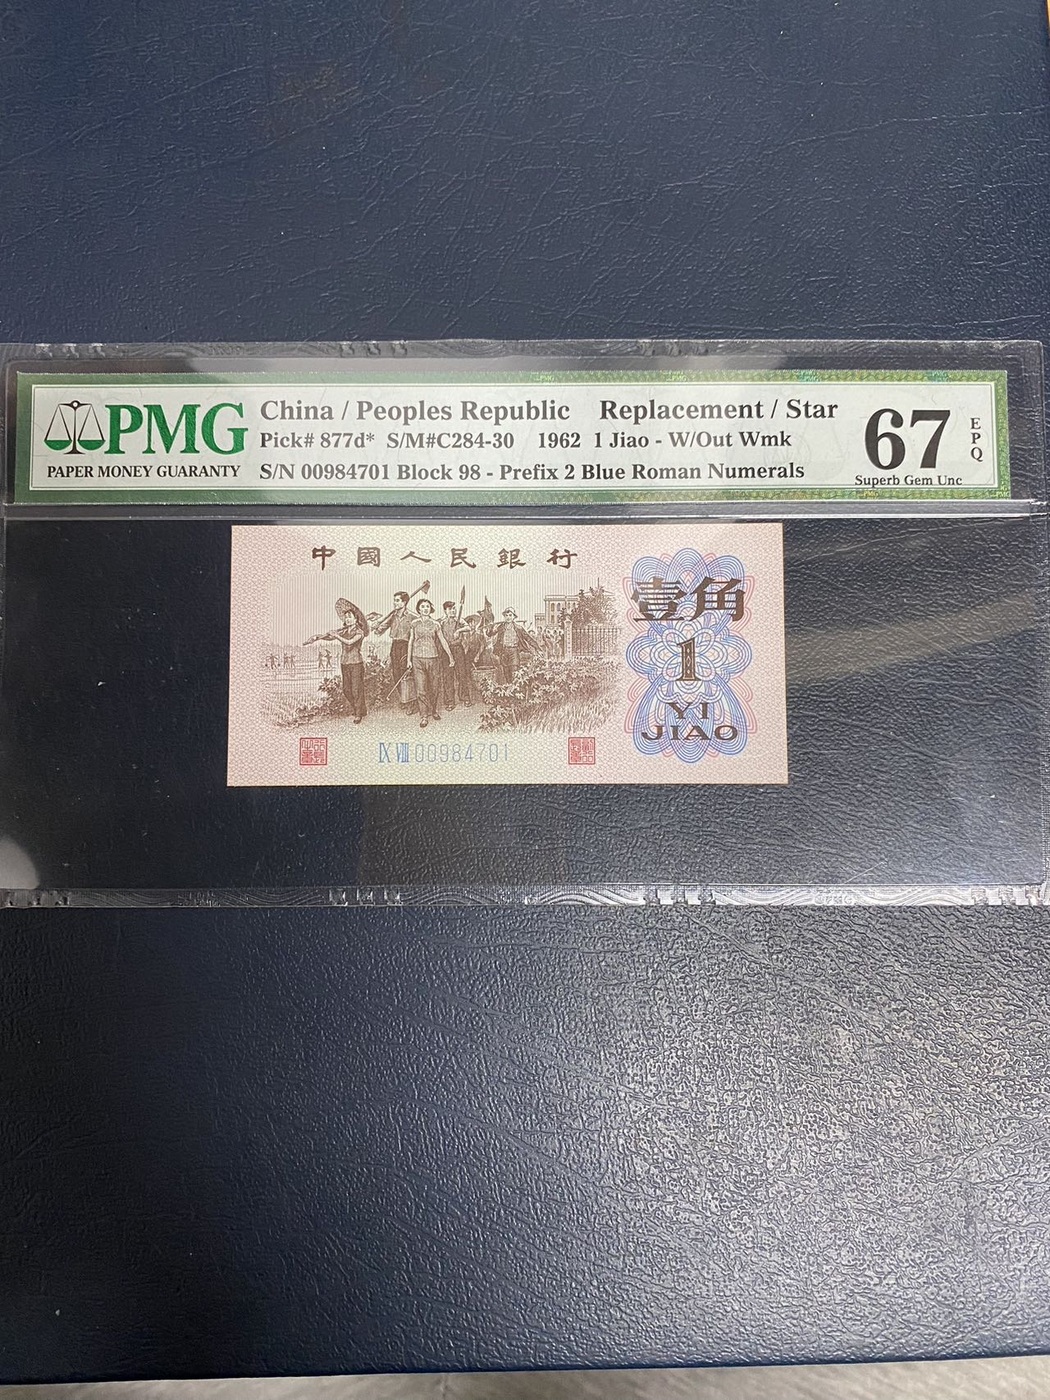 PMG
PAPER MONEY GUARANTY
China / Peoples Republic Replacement / Star
Pick# 877d* S/M#C284-30 1962 1 Jiao - W/Out Wmk
S/N 00984701 Block 98 - Prefix 2 Blue Roman Numerals
67
EPQ
Superb Gem Unc
中國人民銀行
壹角
1
YI
JIAO
IX VIII 00984701